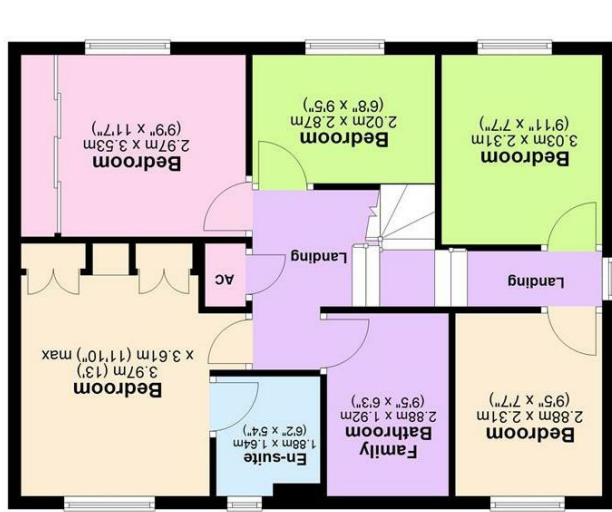 Bedroom
2.88m x 2.31m
(9'5" x 7'7")
Family
Bathroom
2.88m x 1.92m
(9'5" x 6'3")
En-suite
1.88m x 1.64m
(6'2" x 5'4")
Bedroom
3.97m (13')
x 3.61m (11'10") max
Landing
Landing
AC
Bedroom
3.03m x 2.31m
(9'11" x 7'7")
Bedroom
2.02m x 2.87m
(6'8" x 9'5")
Bedroom
2.97m x 3.53m
(9'9" x 11'7")